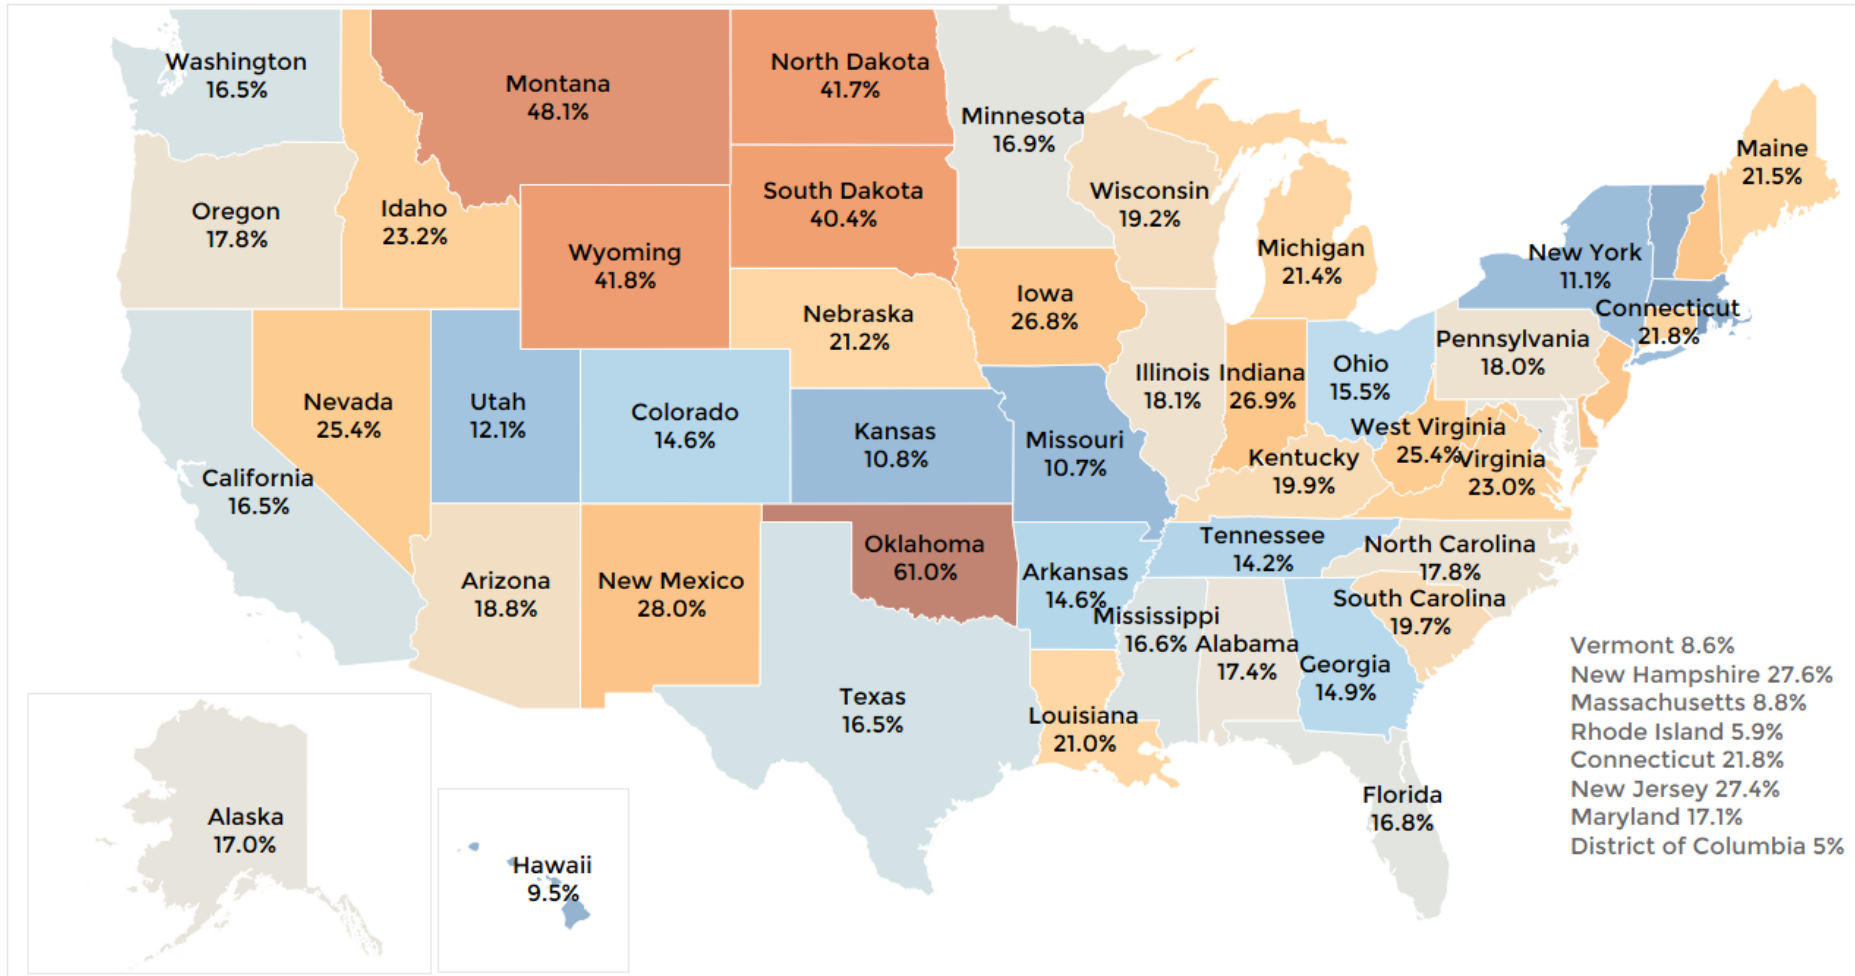 Washington
16.5%
Montana
48.1%
North Dakota
41.7%
Minnesota
16.9%
Maine
21.5%
Oregon
17.8%
Idaho
23.2%
Wyoming
41.8%
South Dakota
40.4%
Wisconsin
19.2%
Michigan
21.4%
New York
11.1%
Connecticut
21.8%
Nebraska
21.2%
Iowa
26.8%
Pennsylvania
18.0%
Nevada
25.4%
Utah
12.1%
Colorado
14.6%
Kansas
10.8%
Missouri
10.7%
Illinois
18.1%
Indiana
26.9%
Ohio
15.5%
West Virginia
25.4%
Virginia
23.0%
Kentucky
19.9%
California
16.5%
Arizona
18.8%
New Mexico
28.0%
Oklahoma
61.0%
Arkansas
14.6%
Tennessee
14.2%
North Carolina
17.8%
South Carolina
19.7%
Mississippi
16.6%
Alabama
17.4%
Georgia
14.9%
Texas
16.5%
Louisiana
21.0%
Florida
16.8%
Alaska
17.0%
Hawaii
9.5%
Vermont 8.6%
New Hampshire 27.6%
Massachusetts 8.8%
Rhode Island 5.9%
Connecticut 21.8%
New Jersey 27.4%
Maryland 17.1%
District of Columbia 5%